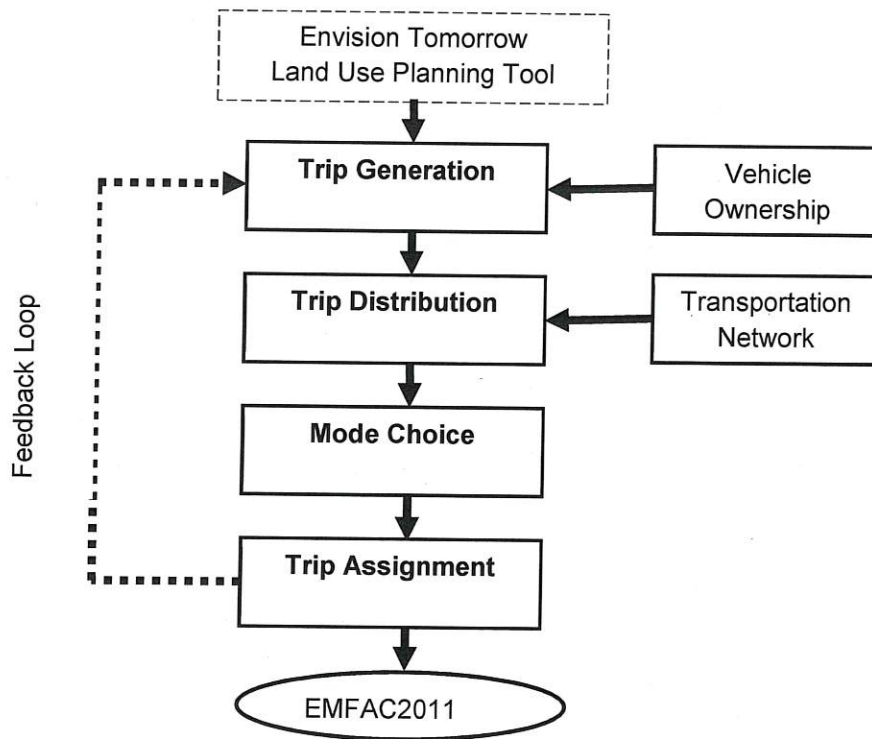 Envision Tomorrow
Land Use Planning Tool
Trip Generation
Vehicle
Ownership
Trip Distribution
Transportation
Network
Mode Choice
Trip Assignment
EMFAC2011
Feedback Loop